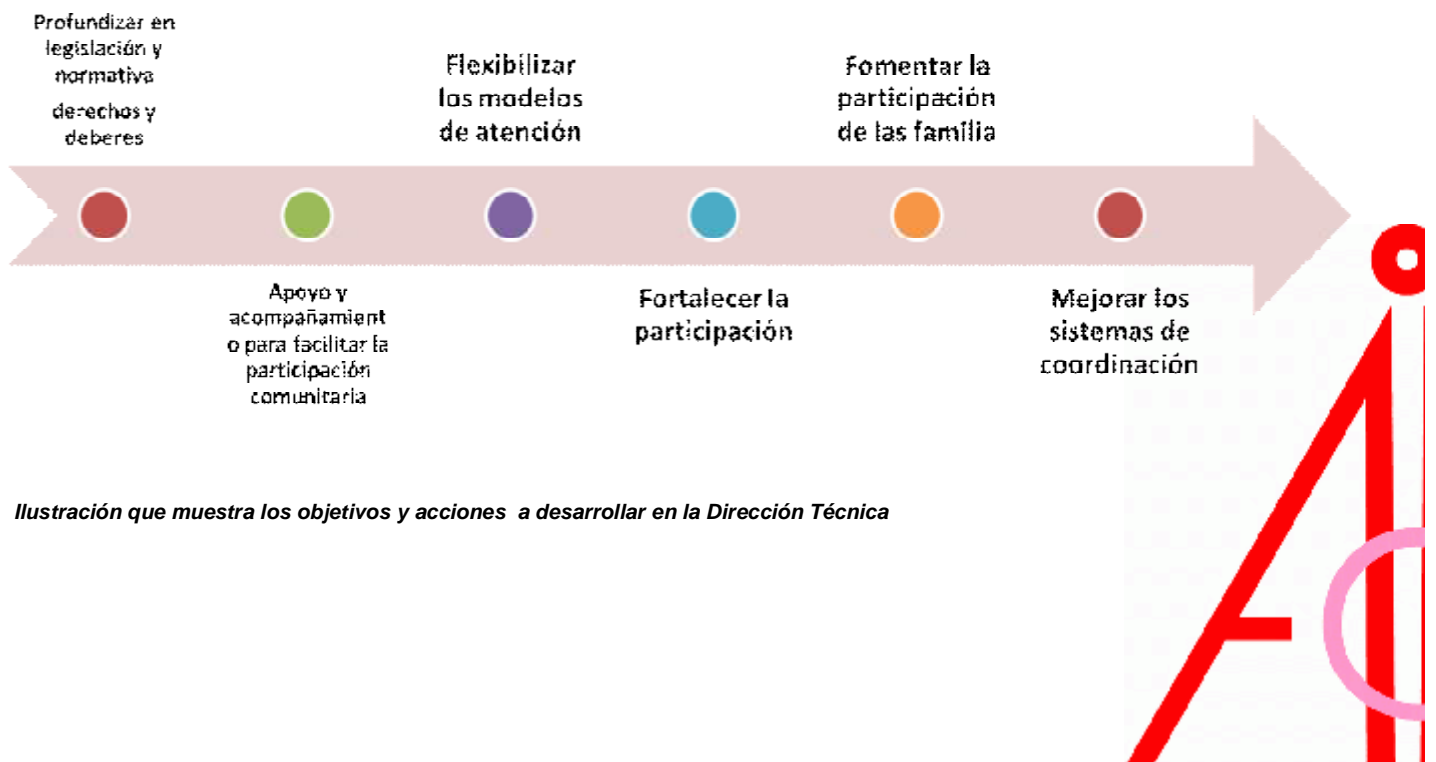 Profundizar en
legislación y
normativa
derechos y
deberes
Apoyo y
acompañamient
o para facilitar la
participación
comunitaria
Flexibilizar
los modelos
de atención
Fortalecer la
participación
Fomentar la
participación
de las família
Mejorar los
sistemas de
coordinación
Ilustración que muestra los objetivos y acciones a desarrollar en la Dirección Técnica